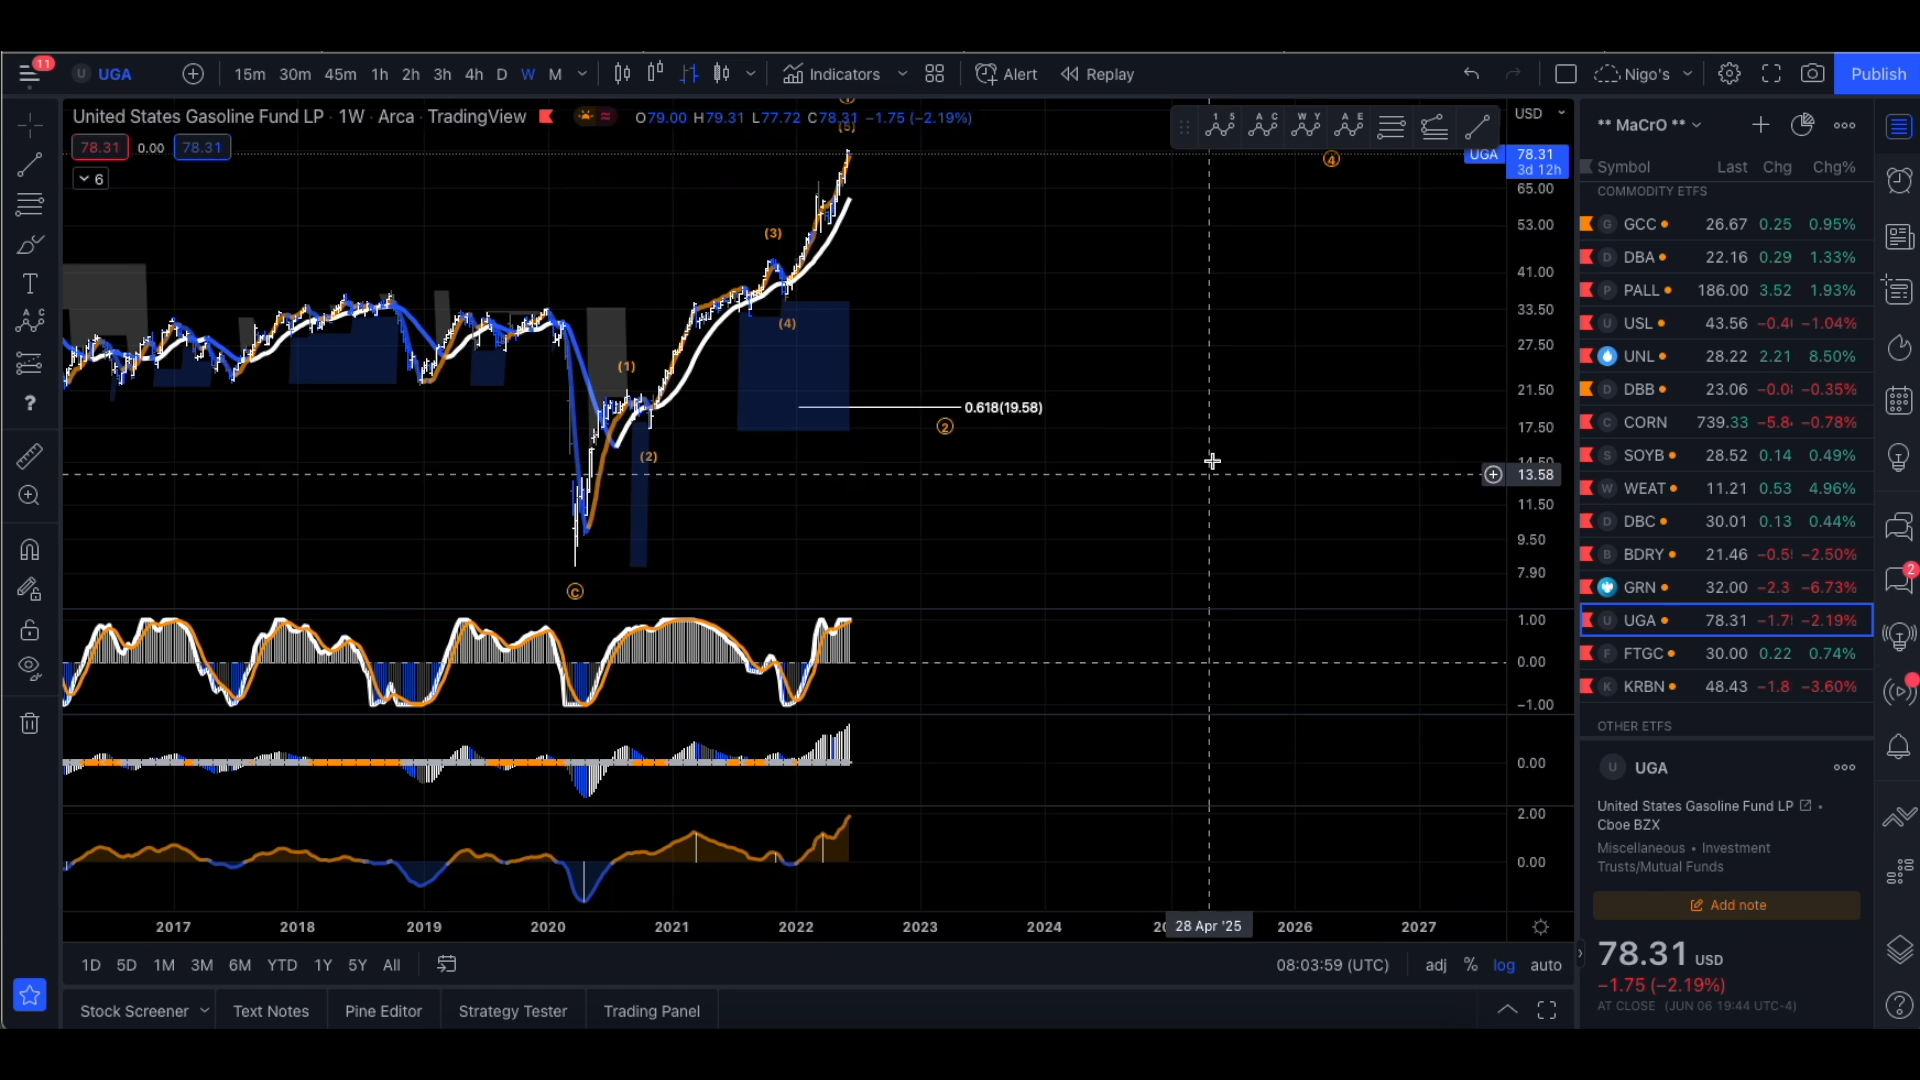 11 U UGA 15m 30m 45m 1h 2h 3h 4h D W M Indicators Alert Replay Nigo's Publish
United States Gasoline Fund LP · 1W · Arca TradingView O79.00 H79.31 L77.72 C78.31 −1.75 (−2.19%)
78.31 0.00 78.31
6
1 5 A C W Y A E
USD
UGA 78.31
3d 12h
65.00
53.00
41.00
33.50
27.50
21.50
17.50
13.58
11.50
9.50
7.90
(5)
4
(3)
(4)
(1)
0.618(19.58)
2
(2)
C
1.00
0.00
−1.00
0.00
2.00
0.00
2017 2018 2019 2020 2021 2022 2023 2024 28 Apr '25 2026 2027
1D 5D 1M 3M 6M YTD 1Y 5Y All 08:03:59 (UTC) adj % log auto
Stock Screener Text Notes Pine Editor Strategy Tester Trading Panel
** MaCrO **
Symbol Last Chg Chg%
COMMODITY ETFS
G GCC 26.67 0.25 0.95%
D DBA 22.16 0.29 1.33%
P PALL 186.00 3.52 1.93%
U USL 43.56 −1.04%
UNL 28.22 2.21 8.50%
D DBB 23.06 −0.35%
C CORN 739.33 −0.78%
S SOYB 28.52 0.14 0.49%
W WEAT 11.21 0.53 4.96%
D DBC 30.01 0.13 0.44%
B BDRY 21.46 −2.50%
GRN 32.00 −2.3 −6.73%
U UGA 78.31 −2.19%
F FTGC 30.00 0.22 0.74%
K KRBN 48.43 −1.8 −3.60%
OTHER ETFS
U UGA
United States Gasoline Fund LP •
Cboe BZX
Miscellaneous • Investment
Trusts/Mutual Funds
Add note
78.31 USD
−1.75 (−2.19%)
AT CLOSE (JUN 06 19:44 UTC-4)
2